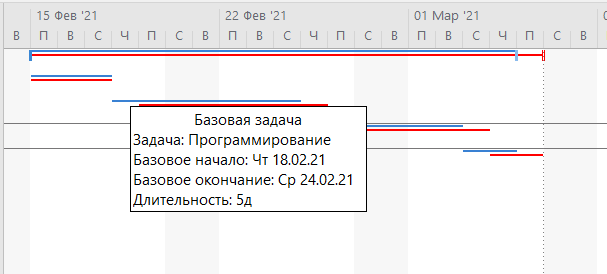 15 Фев '21 22 Фев '21 01 Мар '21
В П В С Ч П С В П В С Ч П С В П В С Ч П С В
Базовая задача
Задача: Программирование
Базовое начало: Чт 18.02.21
Базовое окончание: Ср 24.02.21
Длительность: 5д